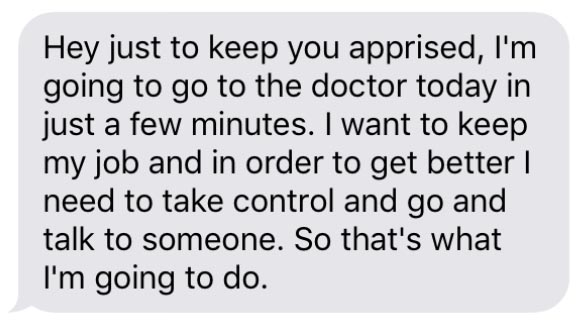 Hey just to keep you apprised, I'm
going to go to the doctor today in
just a few minutes. I want to keep
my job and in order to get better I
need to take control and go and
talk to someone. So that's what
I'm going to do.